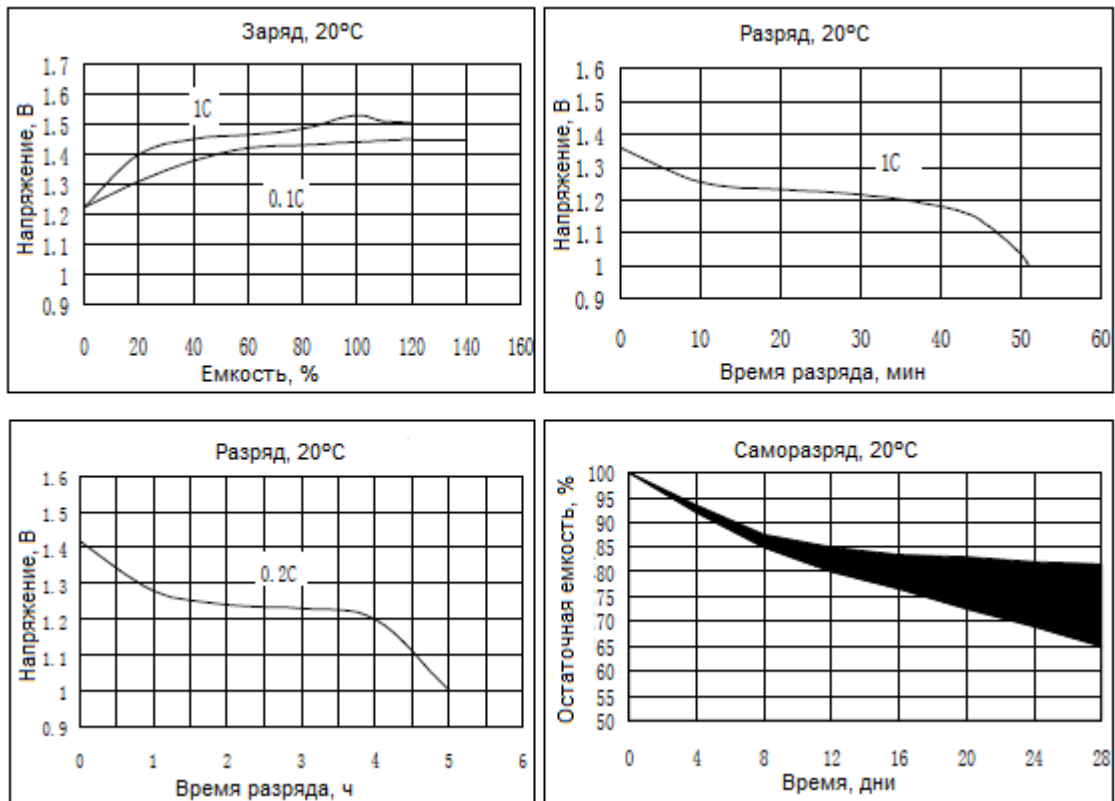 Заряд, 20°C
Напряжение, В
1.7
1.6
1.5
1.4
1.3
1.2
1.1
1
0.9
1C
0.1C
0 20 40 60 80 100 120 140 160
Емкость, %
Разряд, 20°C
Напряжение, В
1.6
1.5
1.4
1.3
1.2
1.1
1
0.9
1C
0 10 20 30 40 50 60
Время разряда, мин
Разряд, 20°C
Напряжение, В
1.6
1.5
1.4
1.3
1.2
1.1
1
0.9
0.2C
0 1 2 3 4 5 6
Время разряда, ч
Саморазряд, 20°C
Остаточная емкость, %
100
95
90
85
80
75
70
65
60
55
50
0 4 8 12 16 20 24 28
Время, дни